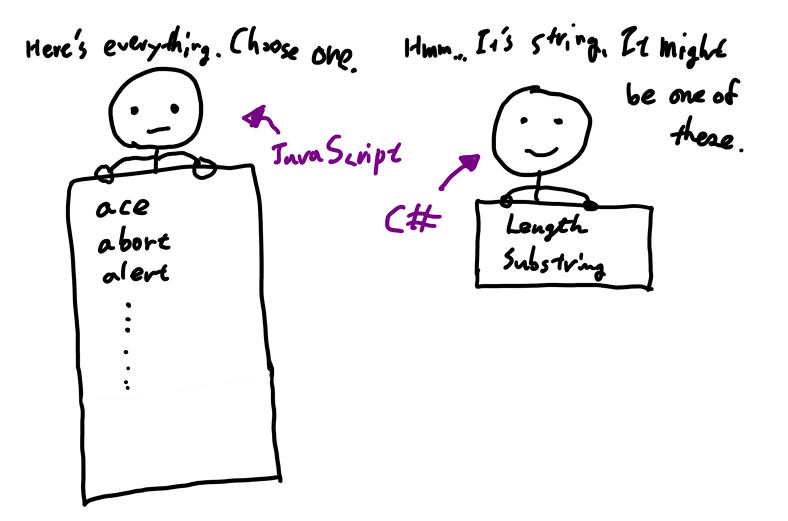 Here's everything. Choose one.
JavaScript
ace
abort
alert
Hmm... It's string. It might
be one of
these.
C#
Length
Substring